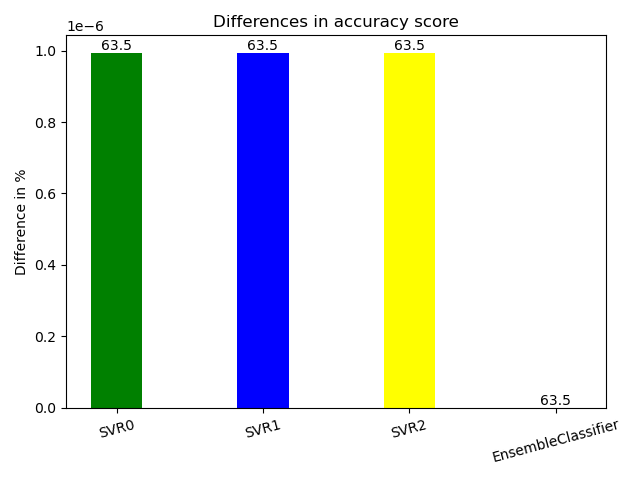 Differences in accuracy score
1e−6
63.5 63.5 63.5
1.0
0.8
0.6
0.4
0.2
0.0
63.5
Difference in %
SVR0 SVR1 SVR2 EnsembleClassifier